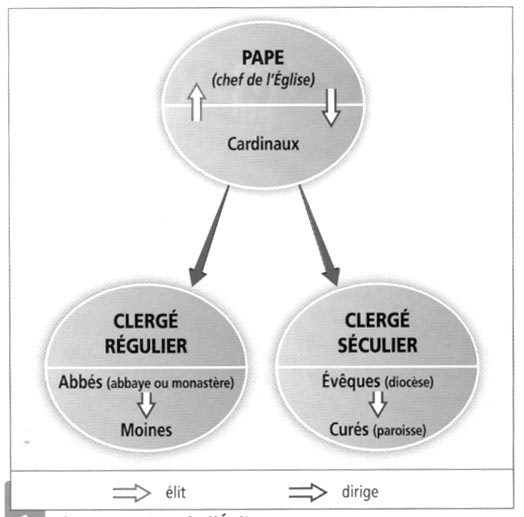 PAPE
(chef de l'Église)
Cardinaux
CLERGÉ
RÉGULIER
Abbés (abbaye ou monastère)
Moines
CLERGÉ
SÉCULIER
Évêques (diocèse)
Curés (paroisse)
élit
dirige